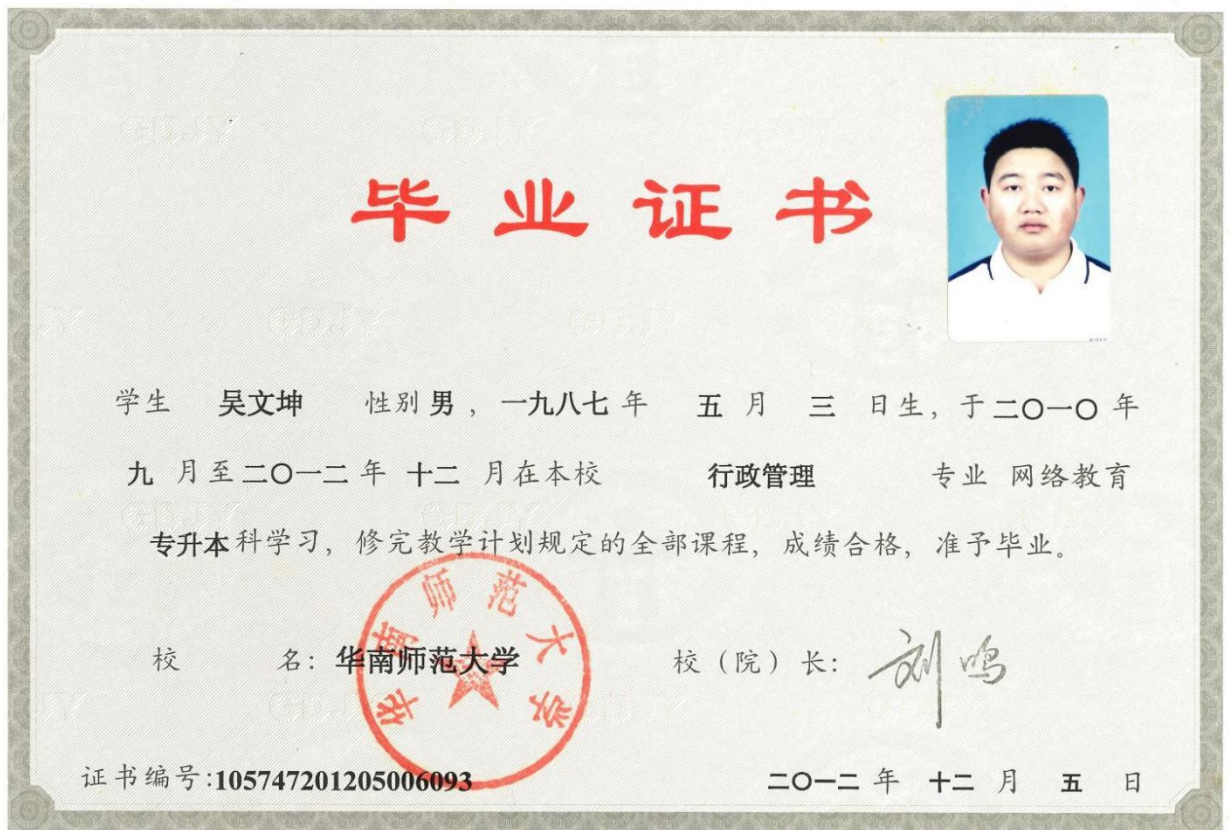 毕业证书
学生 吴文坤 性别 男 , 一九八七 年 五 月 三 日生, 于 二〇一〇 年
九 月至 二〇一二 年 十二 月在本校 行政管理 专业 网络教育
专升本 科学习, 修完教学计划规定的全部课程, 成绩合格, 准予毕业。
华南师范大学
校 名: 华南师范大学 校(院)长: 刘鸣
证书编号:105747201205006093 二〇一二 年 十二 月 五 日